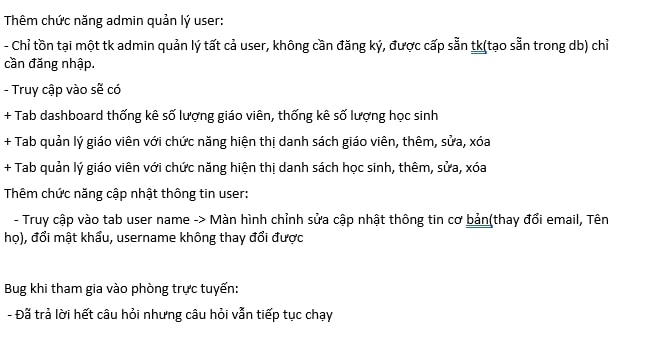 Thêm chức năng admin quản lý user:
- Chỉ tồn tại một tk admin quản lý tất cả user, không cần đăng ký, được cấp sẵn tk(tạo sẵn trong db) chỉ
cần đăng nhập.
- Truy cập vào sẽ có
+ Tab dashboard thống kê số lượng giáo viên, thống kê số lượng học sinh
+ Tab quản lý giáo viên với chức năng hiện thị danh sách giáo viên, thêm, sửa, xóa
+ Tab quản lý giáo viên với chức năng hiện thị danh sách học sinh, thêm, sửa, xóa
Thêm chức năng cập nhật thông tin user:
- Truy cập vào tab user name -> Màn hình chỉnh sửa cập nhật thông tin cơ bản(thay đổi email, Tên
họ), đổi mật khẩu, username không thay đổi được
Bug khi tham gia vào phòng trực tuyến:
- Đã trả lời hết câu hỏi nhưng câu hỏi vẫn tiếp tục chạy